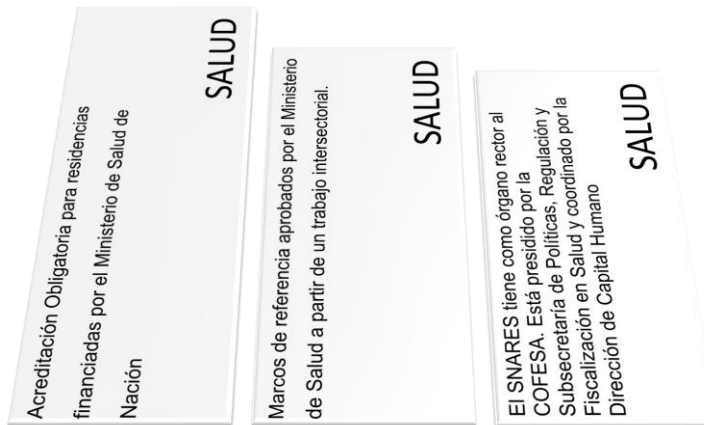 Acreditación Obligatoria para residencias
financiadas por el Ministerio de Salud de
Nación
SALUD
Marcos de referencia aprobados por el Ministerio
de Salud a partir de un trabajo intersectorial.
SALUD
El SNARES tiene como órgano rector al
COFESA. Está presidido por la
Subsecretaría de Políticas, Regulación y
Fiscalización en Salud y coordinado por la
Dirección de Capital Humano
SALUD